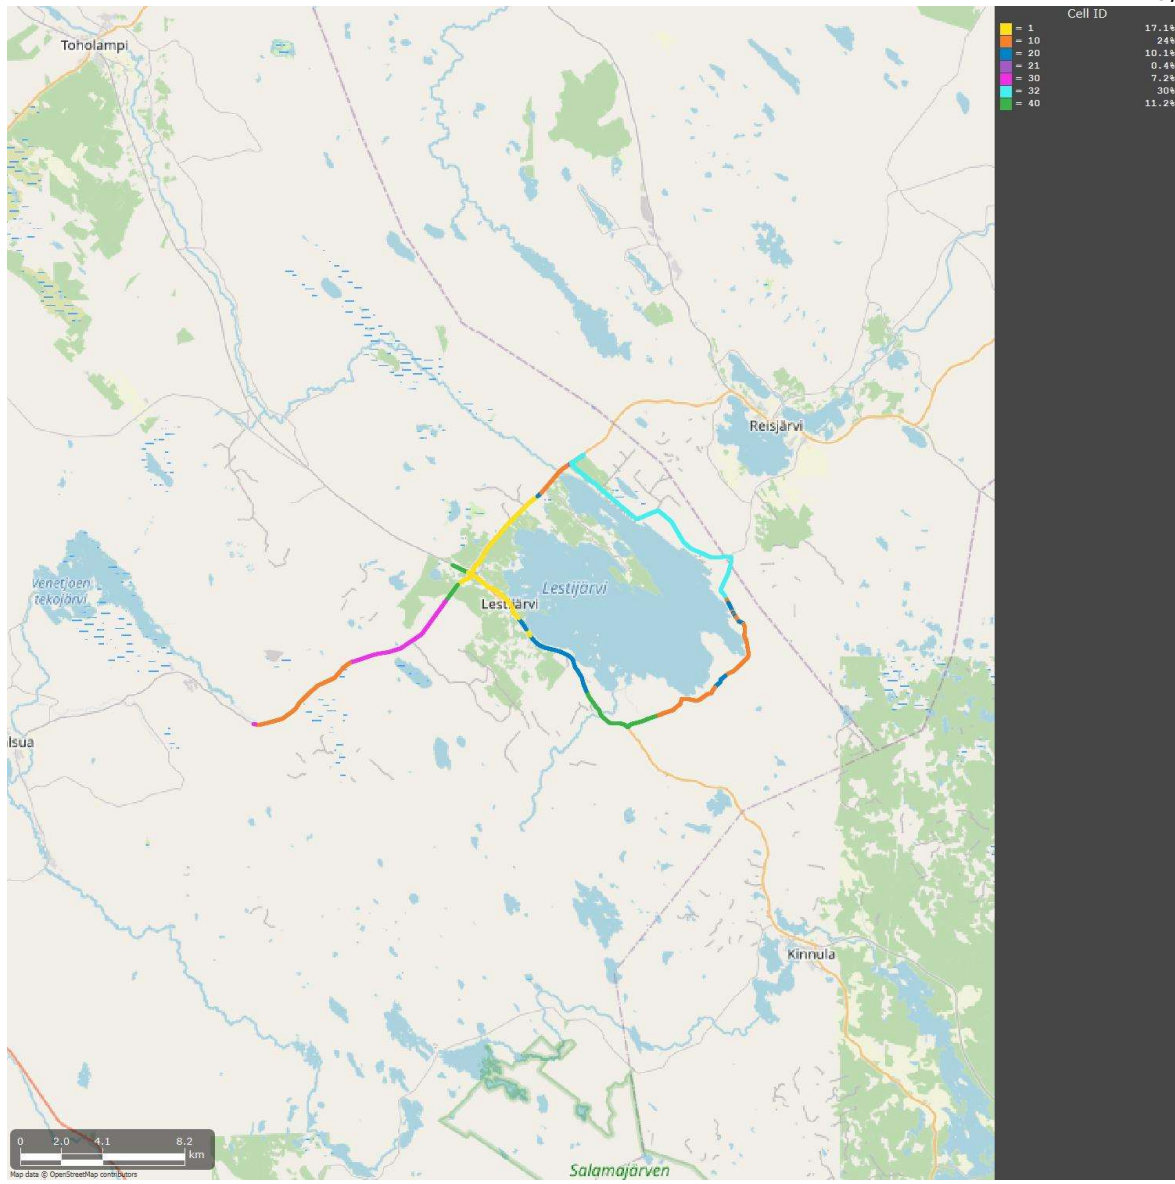 Cell ID
= 1 17.1%
= 10 24%
= 20 10.1%
= 21 0.4%
= 30 7.2%
= 32 30%
= 40 11.2%
Toholampi
Reisjärvi
Venetjoen
tekojärvi
Lestijärvi
Lestijärvi
lsua
Kinnula
0 2.0 4.1 8.2
km
Map data © OpenStreetMap contributors
Salamajärven